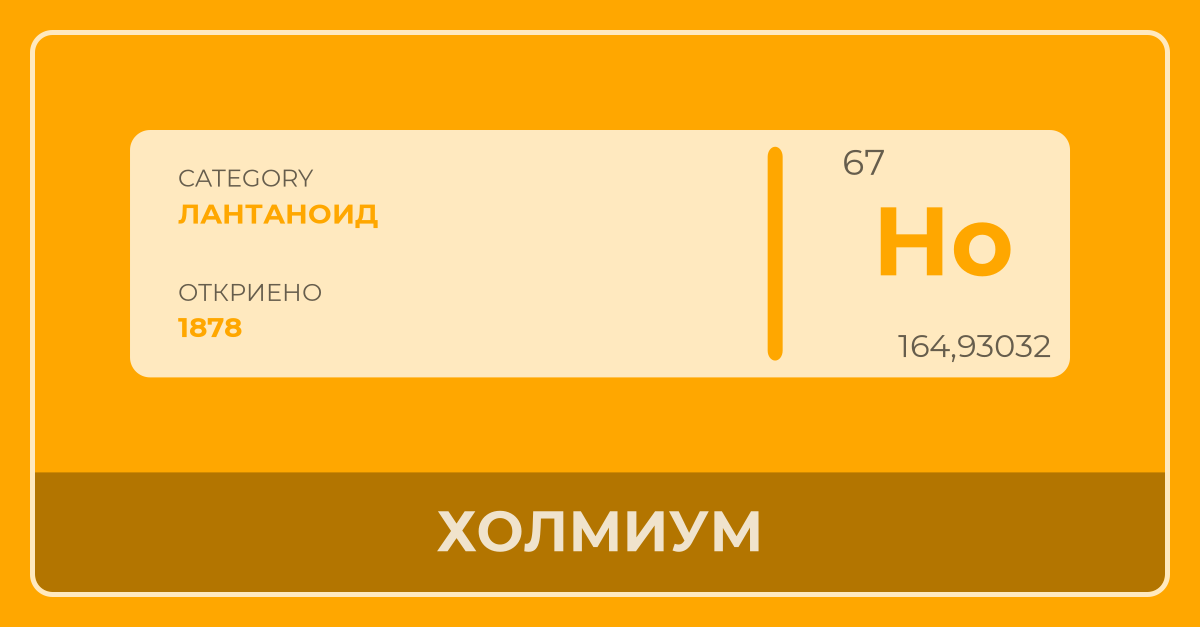 CATEGORY
ЛАНТАНОИД
ОТКРИЕНО
1878
67
Ho
164,93032
ХОЛМИУМ